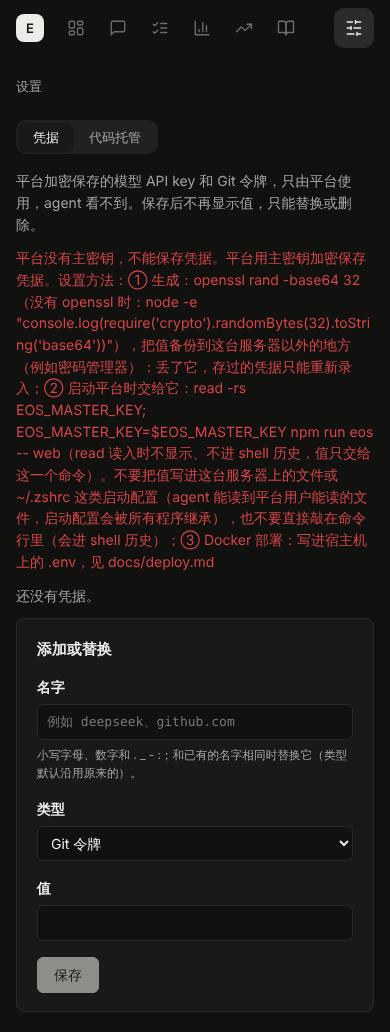 E
设置
凭据 代码托管
平台加密保存的模型 API key 和 Git 令牌，只由平台使
用，agent 看不到。保存后不再显示值，只能替换或删
除。
平台没有主密钥，不能保存凭据。平台用主密钥加密保存
凭据。设置方法：① 生成：openssl rand -base64 32
（没有 openssl 时：node -e
"console.log(require('crypto').randomBytes(32).toStri
ng('base64'))"），把值备份到这台服务器以外的地方
（例如密码管理器）：丢了它，存过的凭据只能重新录
入；② 启动平台时交给它：read -rs
EOS_MASTER_KEY;
EOS_MASTER_KEY=$EOS_MASTER_KEY npm run eos
-- web（read 读入时不显示、不进 shell 历史，值只交给
这一个命令）。不要把值写进这台服务器上的文件或
~/.zshrc 这类启动配置（agent 能读到平台用户能读的文
件，启动配置会被所有程序继承），也不要直接敲在命令
行里（会进 shell 历史）；③ Docker 部署：写进宿主机
上的 .env，见 docs/deploy.md
还没有凭据。
添加或替换
名字
例如 deepseek、github.com
小写字母、数字和 . _ - : ；和已有的名字相同时替换它（类型
默认沿用原来的）。
类型
Git 令牌
值
保存